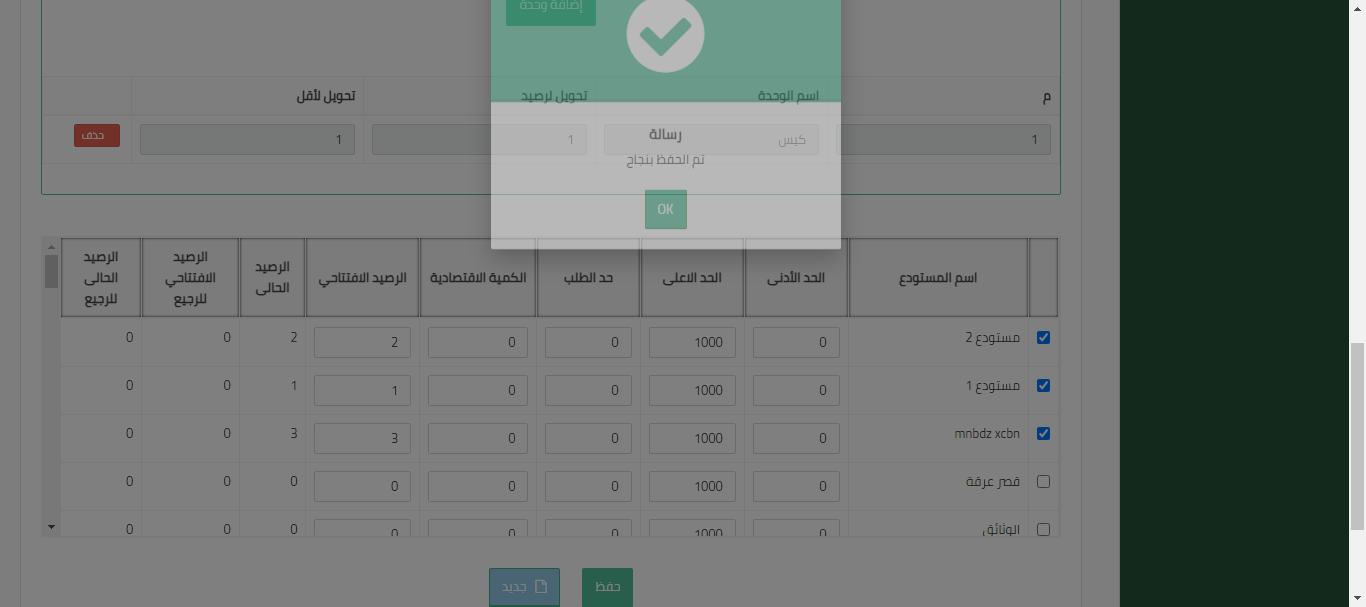 إضافة وحدة
م	اسم الوحدة	تحويل لرصيد	تحويل لأقل
1	كيس	1	1	حذف
رسالة
تم الحفظ بنجاح
OK
اسم المستودع	الحد الأدنى	الحد الاعلى	حد الطلب	الكمية الاقتصادية	الرصيد الافتتاحي	الرصيد الحالى	الرصيد الافتتاحي للرجيع	الرصيد الحالى للرجيع
مستودع 2	0	1000	0	0	2	2	0	0
مستودع 1	0	1000	0	0	1	1	0	0
mnbdz xcbn	0	1000	0	0	3	3	0	0
قصر عرقة	0	1000	0	0	0	0	0	0
الوثائق	0	1000	0	0	0	0	0	0
حفظ	جديد